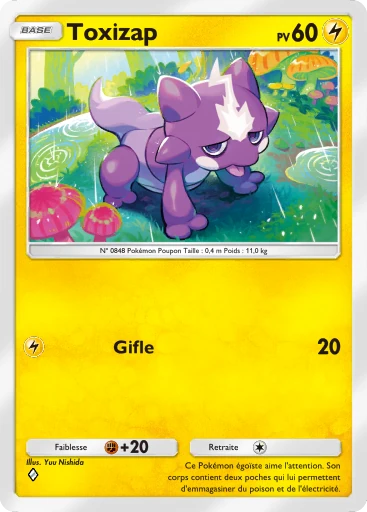 BASE Toxizap PV 60
N° 0848 Pokémon Poupon Taille : 0,4 m Poids : 11,0 kg
Gifle 20
Faiblesse +20 Retraite
Illus. Yuu Nishida
Ce Pokémon égoïste aime l'attention. Son
corps contient deux poches qui lui permettent
d'emmagasiner du poison et de l'électricité.